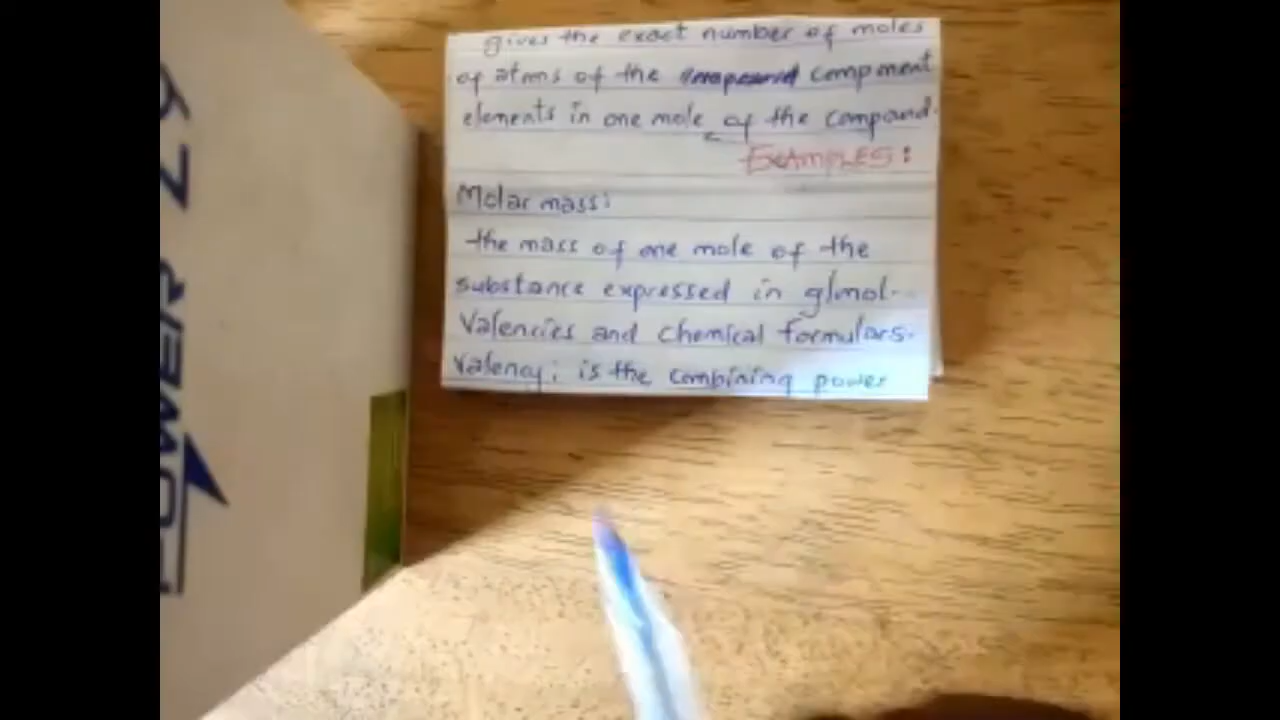 gives the exact number of moles
of atoms of the component
elements in one mole of the compound.
EXAMPLES:
Molar mass:
the mass of one mole of the
substance expressed in g/mol.
Valencies and chemical formulars.
Valency: is the combining power
POWER